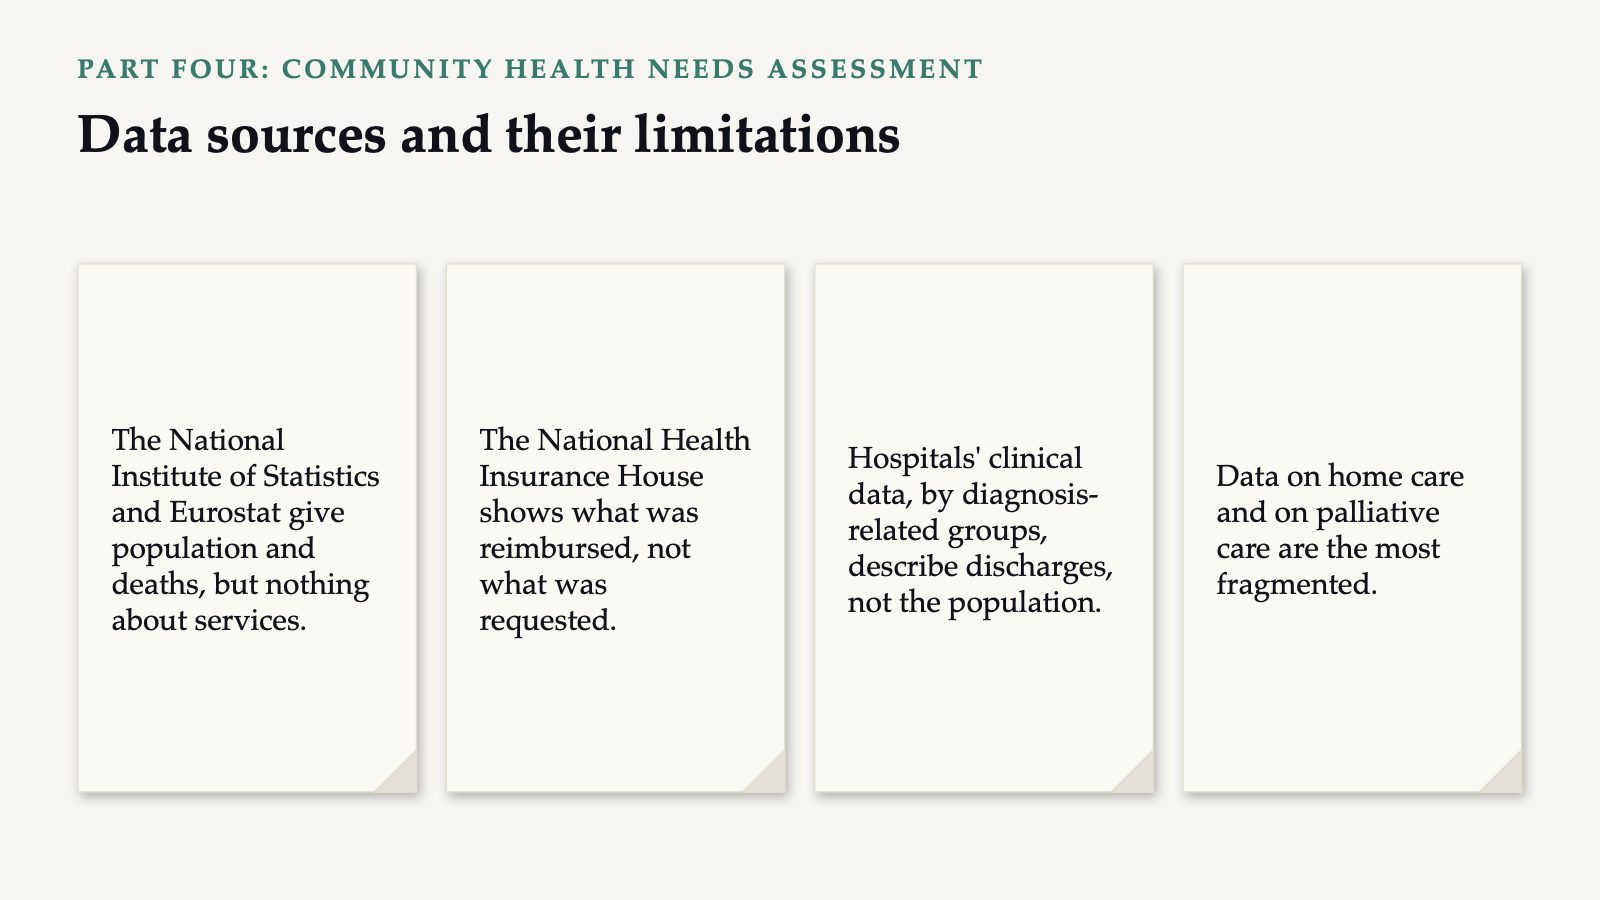 PART FOUR: COMMUNITY HEALTH NEEDS ASSESSMENT
Data sources and their limitations
The National
Institute of Statistics
and Eurostat give
population and
deaths, but nothing
about services.
The National Health
Insurance House
shows what was
reimbursed, not
what was
requested.
Hospitals' clinical
data, by diagnosis-
related groups,
describe discharges,
not the population.
Data on home care
and on palliative
care are the most
fragmented.